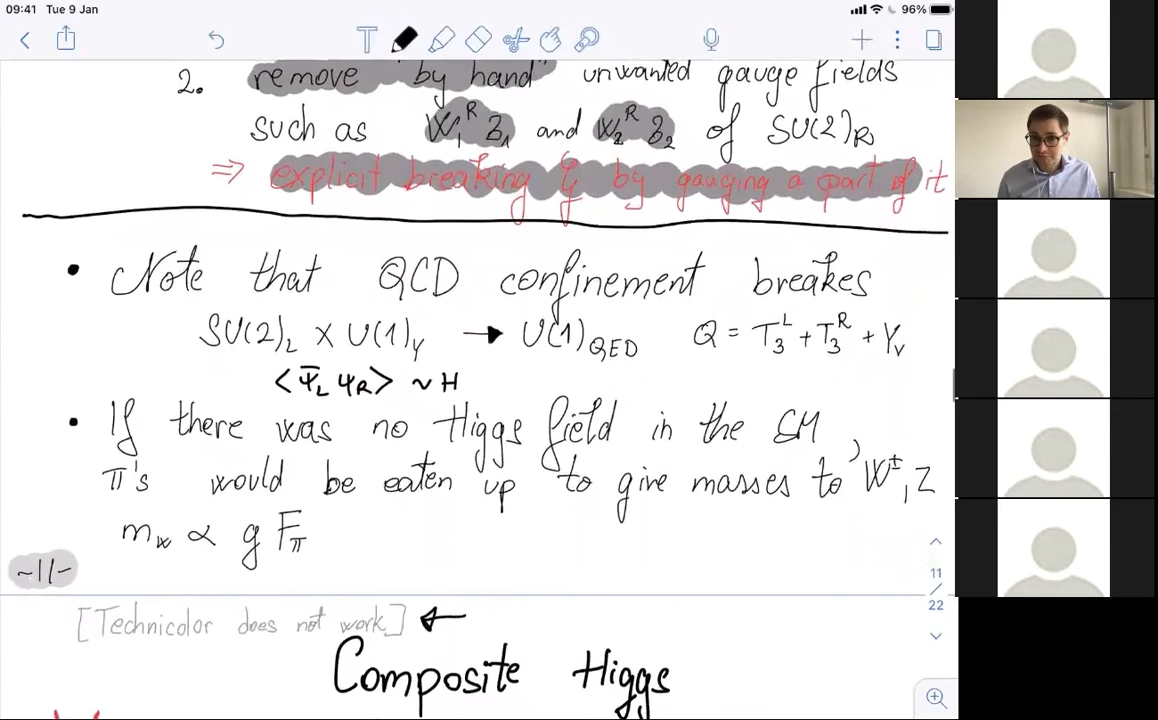 09:41 Tue 9 Jan
96%
2. remove "by hand" unwanted gauge fields
such as W₁ᴿ Z₁ and W₂ᴿ Z₂ of SU(2)_R
⇒ explicit breaking G by gauging a part of it
• Note that QCD confinement breakes
SU(2)_L × U(1)_Y → U(1)_QED Q = T₃ᴸ + T₃ᴿ + Y_V
<Ψ̄_L Ψ_R> ~ H
• If there was no Higgs field in the SM,
π's would be eaten up to give masses to W±, Z
m_W ∝ g F_π
-11-
11
/
22
[Technicolor does not work] ←
Composite Higgs